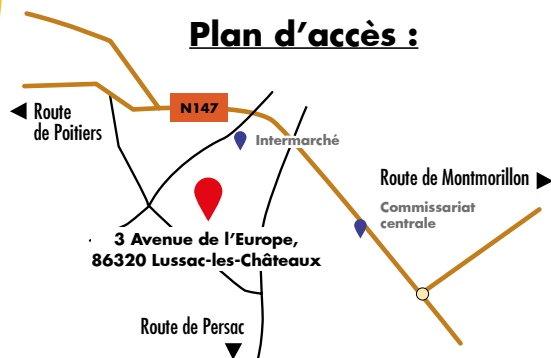 Plan d’accès :
N147
Route
de Poitiers
Intermarché
Route de Montmorillon
Commissariat
centrale
3 Avenue de l’Europe,
86320 Lussac-les-Châteaux
Route de Persac